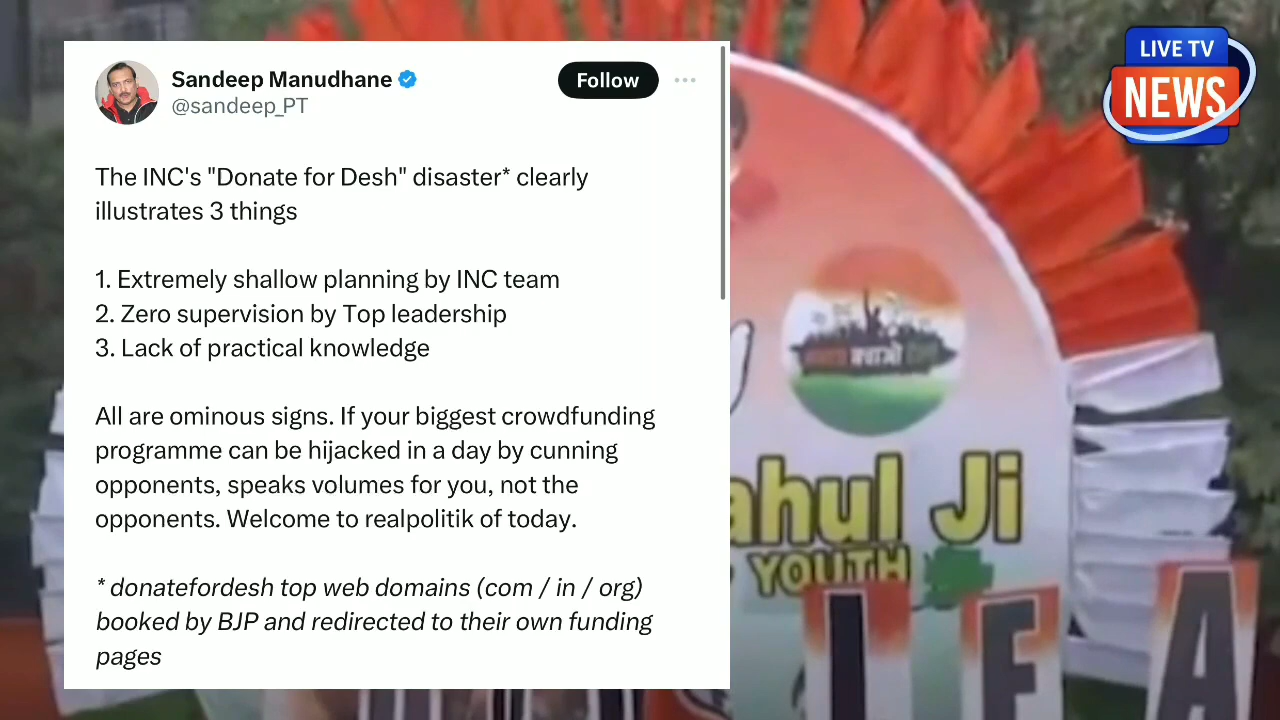 Sandeep Manudhane
@sandeep_PT
Follow
The INC's "Donate for Desh" disaster* clearly
illustrates 3 things
1. Extremely shallow planning by INC team
2. Zero supervision by Top leadership
3. Lack of practical knowledge
All are ominous signs. If your biggest crowdfunding
programme can be hijacked in a day by cunning
opponents, speaks volumes for you, not the
opponents. Welcome to realpolitik of today.
* donatefordesh top web domains (com / in / org)
booked by BJP and redirected to their own funding
pages
LIVE TV
NEWS
ahul Ji
YOUTH
I F A